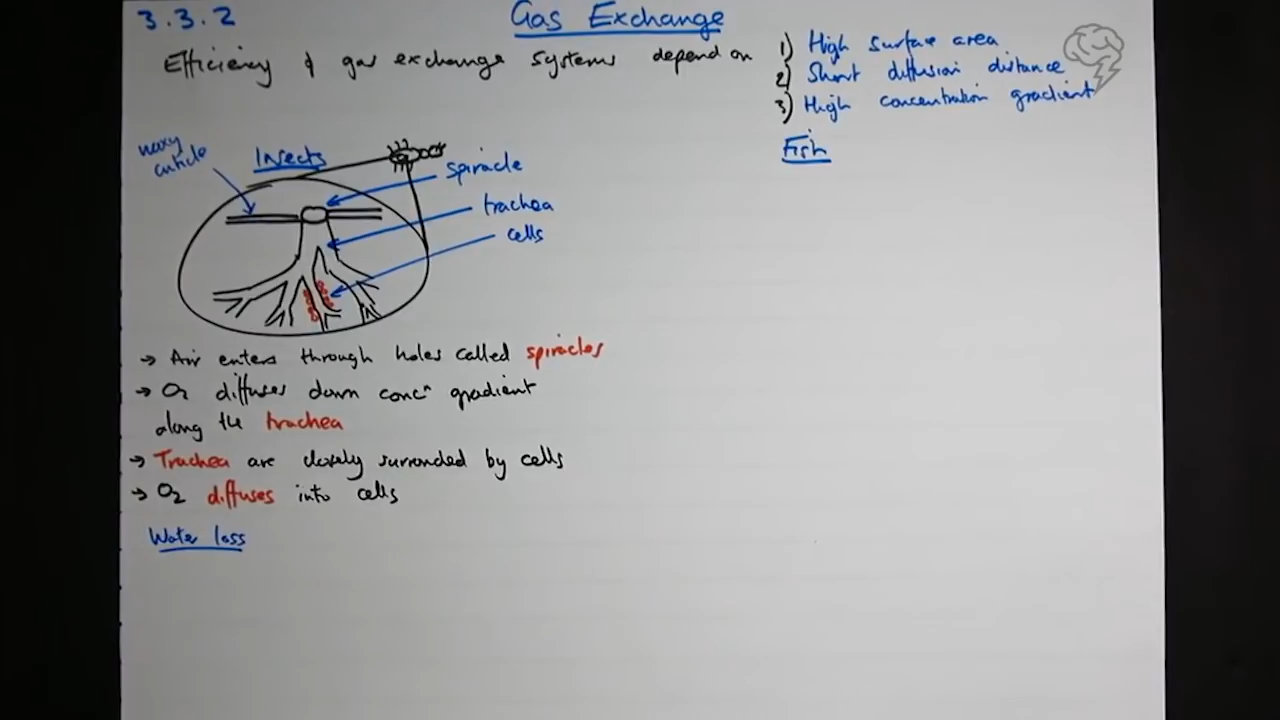 3.3.2
Gas Exchange
Efficiency of gas exchange systems depend on
1) High surface area
2) Short diffusion distance
3) High concentration gradient
waxy
cuticle
Insects
spiracle
trachea
cells
→ Air enters through holes called spiracles
→ O₂ diffuses down concⁿ gradient
along the trachea
→ Trachea are closely surronded by cells
→ O₂ diffuses into cells
Water loss
Fish